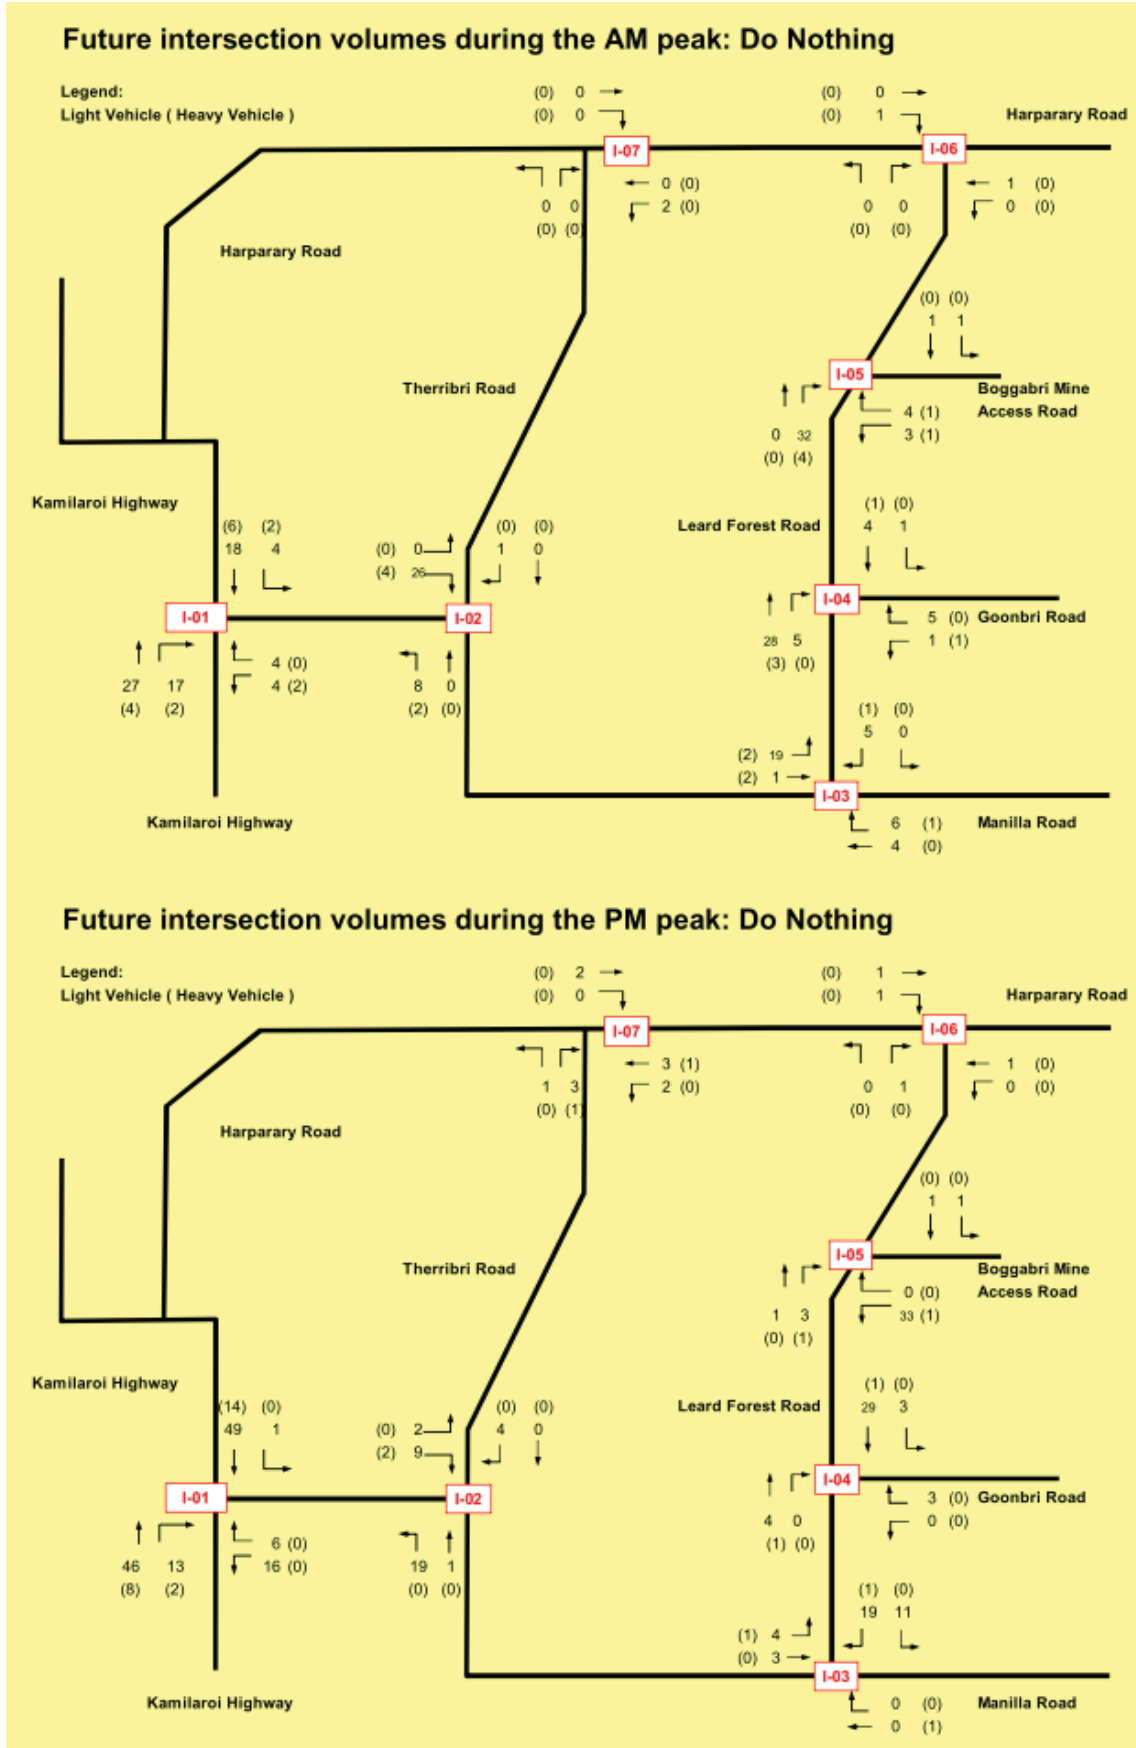 Future intersection volumes during the AM peak: Do Nothing
Legend:
Light Vehicle ( Heavy Vehicle )
(0) 0
(0) 0
(0) 0
(0) 1
Harparary Road
I-07
I-06
0 (0)
2 (0)
0 0
(0) (0)
1 (0)
0 (0)
0 0
(0) (0)
Harparary Road
(0) (0)
1 1
Therribri Road
I-05
Boggabri Mine
Access Road
4 (1)
3 (1)
0 32
(0) (4)
Kamilaroi Highway
(6) (2)
18 4
(0) 0
(4) 26
(0) (0)
1 0
Leard Forest Road
(1) (0)
4 1
I-01
I-02
I-04
Goonbri Road
5 (0)
1 (1)
28 5
(3) (0)
4 (0)
4 (2)
27 17
(4) (2)
8 0
(2) (0)
(1) (0)
5 0
(2) 19
(2) 1
I-03
Kamilaroi Highway
6 (1)
4 (0)
Manilla Road
Future intersection volumes during the PM peak: Do Nothing
Legend:
Light Vehicle ( Heavy Vehicle )
(0) 2
(0) 0
(0) 1
(0) 1
Harparary Road
I-07
I-06
3 (1)
2 (0)
1 3
(0) (1)
1 (0)
0 (0)
0 1
(0) (0)
Harparary Road
(0) (0)
1 1
Therribri Road
I-05
Boggabri Mine
Access Road
0 (0)
33 (1)
1 3
(0) (1)
Kamilaroi Highway
(14) (0)
49 1
(0) 2
(2) 9
(0) (0)
4 0
Leard Forest Road
(1) (0)
29 3
I-01
I-02
I-04
Goonbri Road
3 (0)
0 (0)
4 0
(1) (0)
6 (0)
16 (0)
46 13
(8) (2)
19 1
(0) (0)
(1) (0)
19 11
(1) 4
(0) 3
I-03
Kamilaroi Highway
0 (0)
0 (1)
Manilla Road